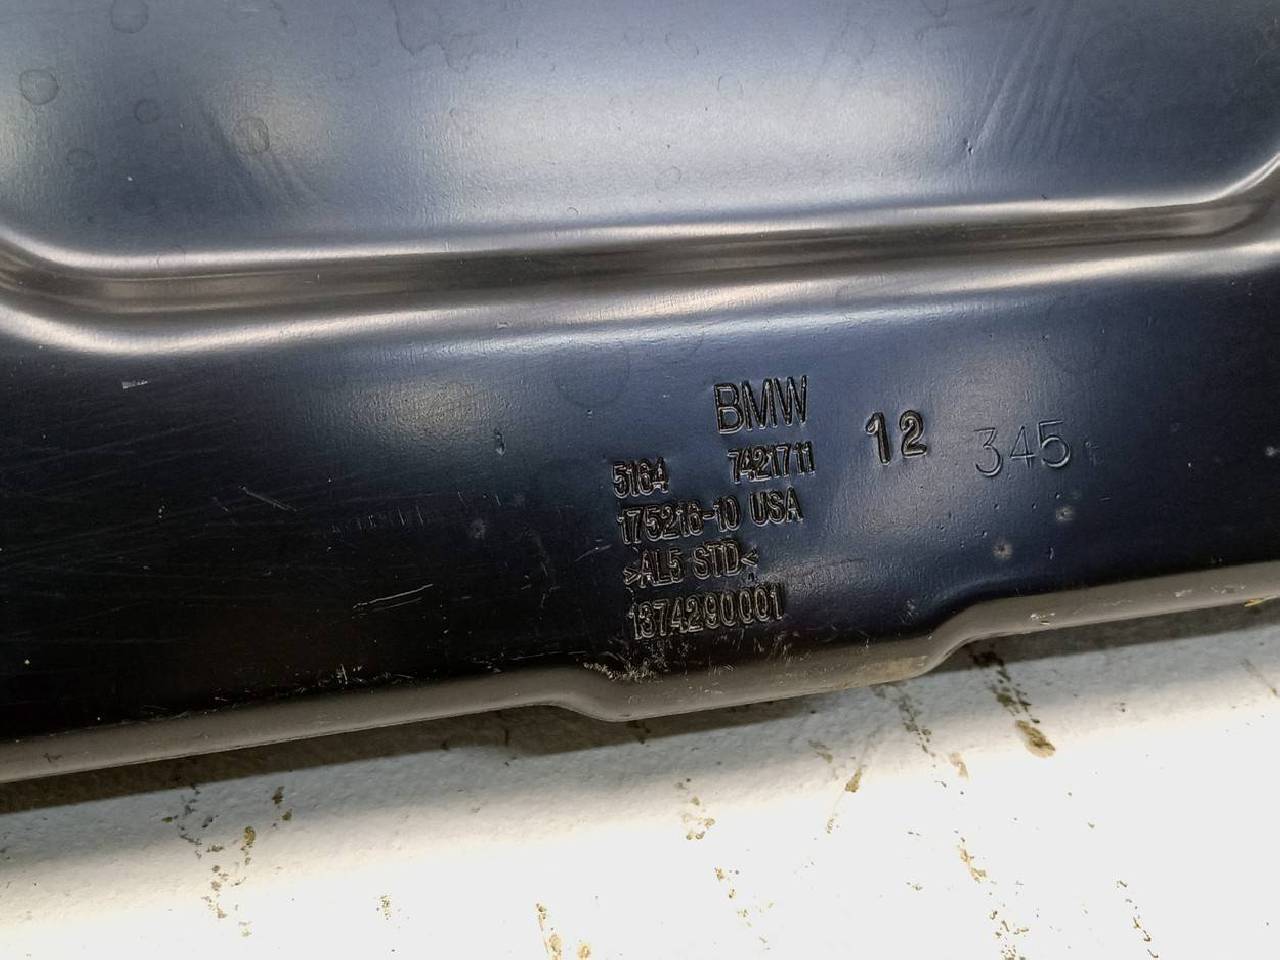 BMW
5164 7421711 12 345
175216-10 USA
>AL5 STD<
1374290001